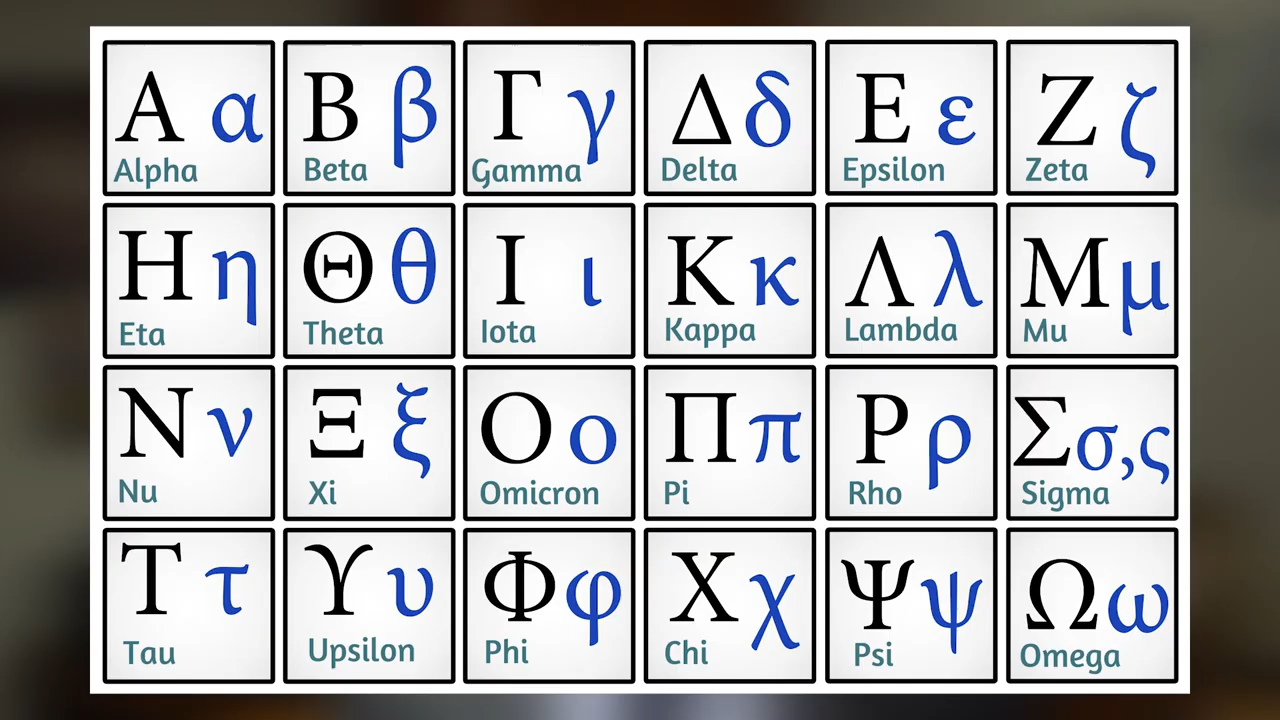 Α α Β β Γ γ Δ δ Ε ε Ζ ζ
Alpha Beta Gamma Delta Epsilon Zeta
Η η Θ θ Ι ι Κ κ Λ λ Μ μ
Eta Theta Iota Kappa Lambda Mu
Ν ν Ξ ξ Ο ο Π π Ρ ρ Σ σ,ς
Nu Xi Omicron Pi Rho Sigma
Τ τ ϒ υ Φ φ Χ χ Ψ ψ Ω ω
Tau Upsilon Phi Chi Psi Omega